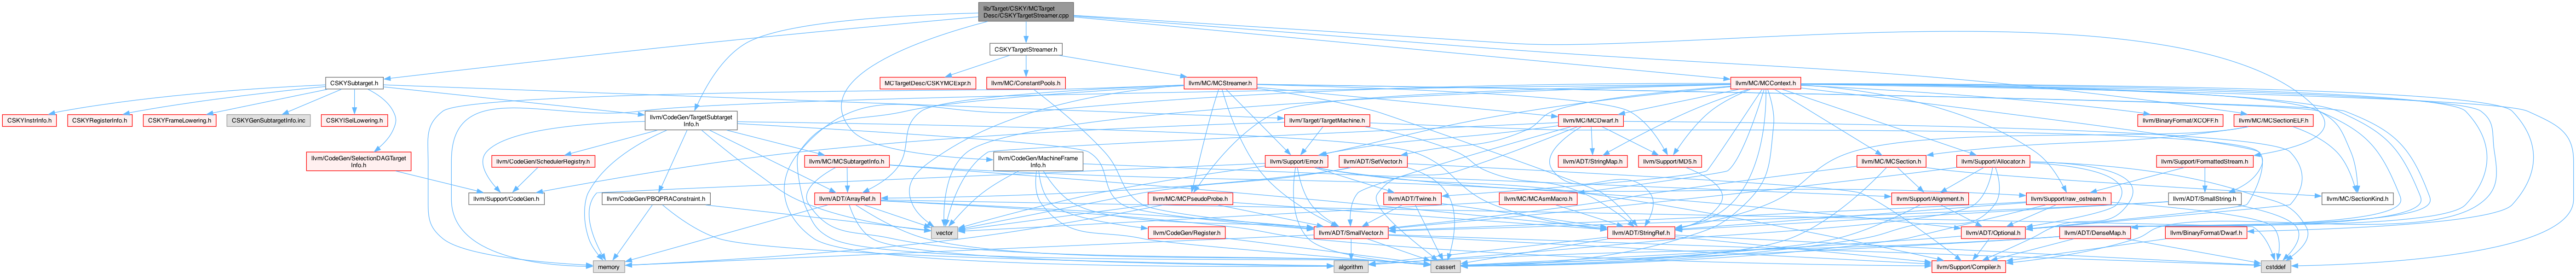 lib/Target/CSKY/MCTarget
Desc/CSKYTargetStreamer.cpp
CSKYTargetStreamer.h
CSKYSubtarget.h
MCTargetDesc/CSKYMCExpr.h
llvm/MC/ConstantPools.h
llvm/MC/MCStreamer.h
llvm/MC/MCContext.h
CSKYInstrInfo.h
CSKYRegisterInfo.h
CSKYFrameLowering.h
CSKYGenSubtargetInfo.inc
CSKYISelLowering.h
llvm/CodeGen/TargetSubtarget
Info.h
llvm/Target/TargetMachine.h
llvm/MC/MCDwarf.h
llvm/BinaryFormat/XCOFF.h
llvm/MC/MCSectionELF.h
llvm/CodeGen/SelectionDAGTarget
Info.h
llvm/CodeGen/SchedulerRegistry.h
llvm/MC/MCSubtargetInfo.h
llvm/CodeGen/MachineFrame
Info.h
llvm/Support/Error.h
llvm/ADT/SetVector.h
llvm/ADT/StringMap.h
llvm/Support/MD5.h
llvm/MC/MCSection.h
llvm/Support/Allocator.h
llvm/Support/FormattedStream.h
llvm/Support/CodeGen.h
llvm/CodeGen/PBQPRAConstraint.h
llvm/ADT/ArrayRef.h
llvm/MC/MCPseudoProbe.h
llvm/ADT/Twine.h
llvm/MC/MCAsmMacro.h
llvm/Support/Alignment.h
llvm/Support/raw_ostream.h
llvm/ADT/SmallString.h
llvm/MC/SectionKind.h
vector
llvm/CodeGen/Register.h
llvm/ADT/SmallVector.h
llvm/ADT/StringRef.h
llvm/ADT/Optional.h
llvm/ADT/DenseMap.h
llvm/BinaryFormat/Dwarf.h
memory
algorithm
cassert
llvm/Support/Compiler.h
cstddef